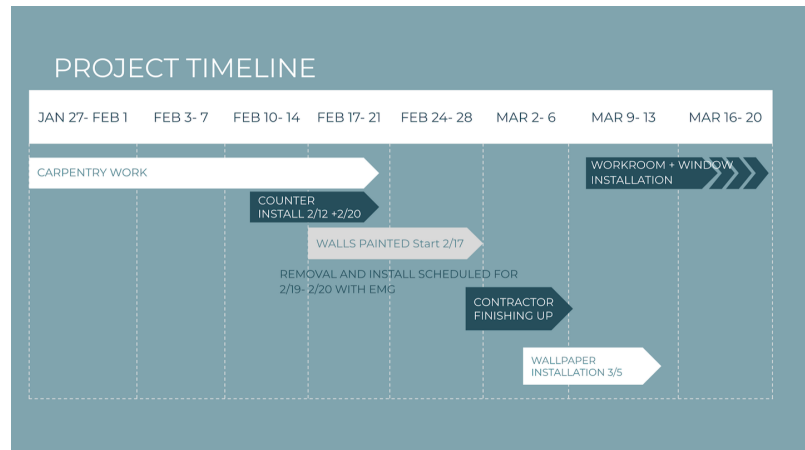 PROJECT TIMELINE
JAN 27- FEB 1
FEB 3- 7
FEB 10- 14
FEB 17- 21
FEB 24- 28
MAR 2- 6
MAR 9- 13
MAR 16- 20
CARPENTRY WORK
WORKROOM + WINDOW
INSTALLATION
COUNTER
INSTALL 2/12 +2/20
WALLS PAINTED Start 2/17
REMOVAL AND INSTALL SCHEDULED FOR
2/19- 2/20 WITH EMG
CONTRACTOR
FINISHING UP
WALLPAPER
INSTALLATION 3/5